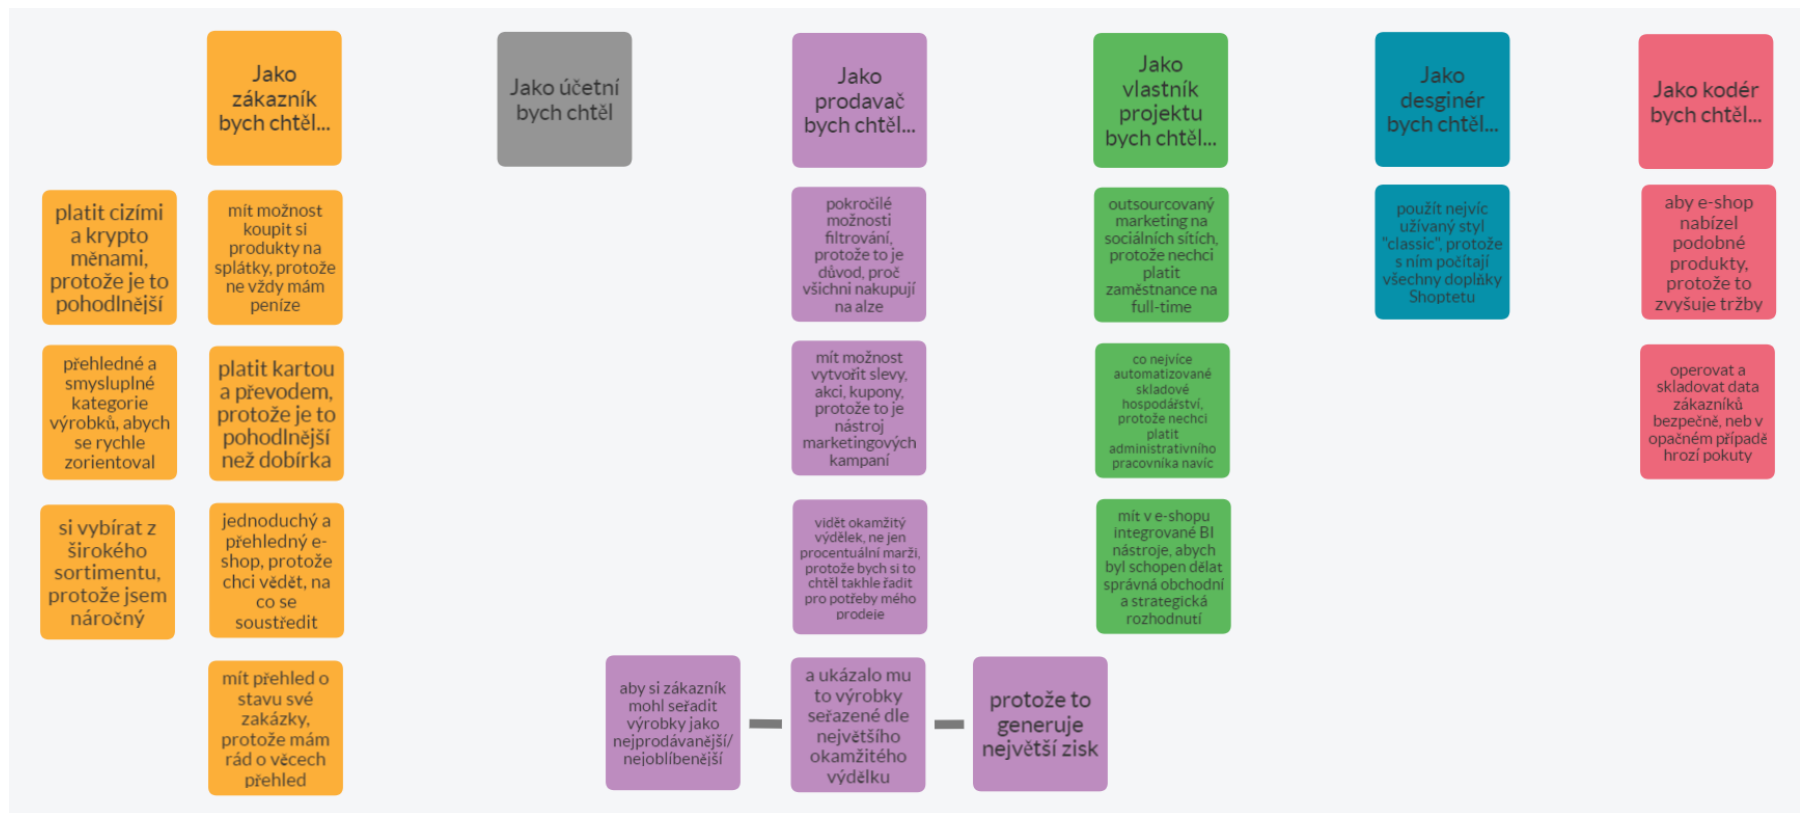 Jako
zákazník
bych chtěl...
Jako účetní
bych chtěl
Jako
prodavač
bych chtěl...
Jako
vlastník
projektu
bych chtěl...
Jako
desginér
bych chtěl...
Jako kodér
bych chtěl...
platit cizími
a krypto
měnami,
protože je to
pohodlnější
mít možnost
koupit si
produkty na
splátky, protože
ne vždy mám
peníze
pokročilé
možnosti
filtrování,
protože to je
důvod, proč
všichni nakupují
na alze
outsourcovaný
marketing na
sociálních sítích,
protože nechci
platit
zaměstnance na
full-time
použít nejvíc
užívaný styl
"classic", protože
s ním počítají
všechny doplňky
Shoptetu
aby e-shop
nabízel
podobné
produkty,
protože to
zvyšuje tržby
přehledné a
smysluplné
kategorie
výrobků, abych
se rychle
zorientoval
platit kartou
a převodem,
protože je to
pohodlnější
než dobírka
mít možnost
vytvořit slevy,
akci, kupony,
protože to je
nástroj
marketingových
kampaní
co nejvíce
automatizované
skladové
hospodářství,
protože nechci
platit
administrativního
pracovníka navíc
operovat a
skladovat data
zákazníků
bezpečně, neb v
opačném případě
hrozí pokuty
si vybírat z
širokého
sortimentu,
protože jsem
náročný
jednoduchý a
přehledný e-
shop, protože
chci vědět, na
co se
soustředit
vidět okamžitý
výdělek, ne jen
procentuální marži,
protože bych si to
chtěl takhle řadit
pro potřeby mého
prodeje
mít v e-shopu
integrované BI
nástroje, abych
byl schopen dělat
správná obchodní
a strategická
rozhodnutí
mít přehled o
stavu své
zakázky,
protože mám
rád o věcech
přehled
aby si zákazník
mohl seřadit
výrobky jako
nejprodávanější/
nejoblíbenější
a ukázalo mu
to výrobky
seřazené dle
největšího
okamžitého
výdělku
protože to
generuje
největší zisk